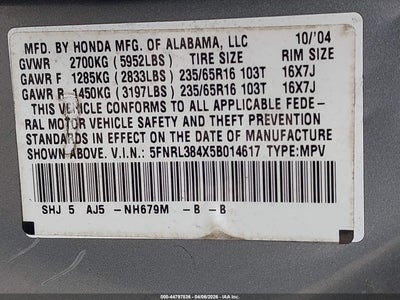 MFD. BY HONDA MFG. OF ALABAMA, LLC 10/'04
GVWR 2700KG (5952LBS) TIRE SIZE RIM SIZE
GAWR F 1285KG (2833LBS) 235/65R16 103T 16X7J
GAWR R 1450KG (3197LBS) 235/65R16 103T 16X7J
THIS VEHICLE CONFORMS TO ALL APPLICABLE FEDE-
RAL MOTOR VEHICLE SAFETY AND THEFT PREVENTION
STANDARDS IN EFFECT ON THE DATE OF MANUFACTURE
SHOWN ABOVE. V.I.N.: 5FNRL384X5B014617 TYPE:MPV
SHJ 5 AJ5 -NH679M -B -B
000-44797836 - 04/09/2026 - © IAA Holdings, LLC